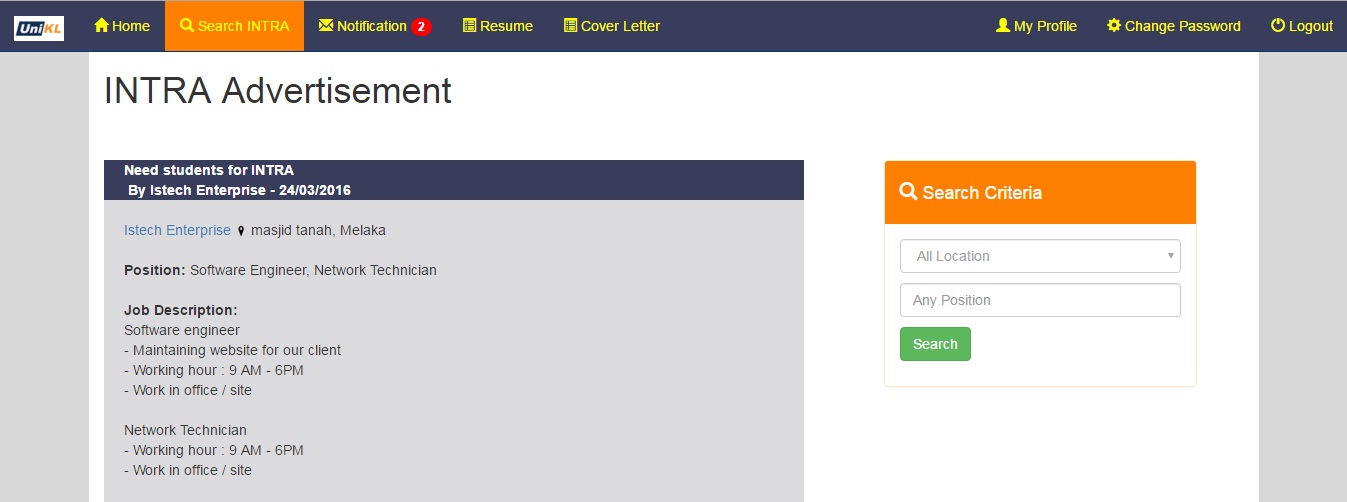 UniKL Home Search INTRA Notification 2 Resume Cover Letter My Profile Change Password Logout
INTRA Advertisement
Need students for INTRA
By Istech Enterprise - 24/03/2016
Istech Enterprise masjid tanah, Melaka
Position: Software Engineer, Network Technician
Job Description:
Software engineer
- Maintaining website for our client
- Working hour : 9 AM - 6PM
- Work in office / site
Network Technician
- Working hour : 9 AM - 6PM
- Work in office / site
Search Criteria
All Location
Any Position
Search